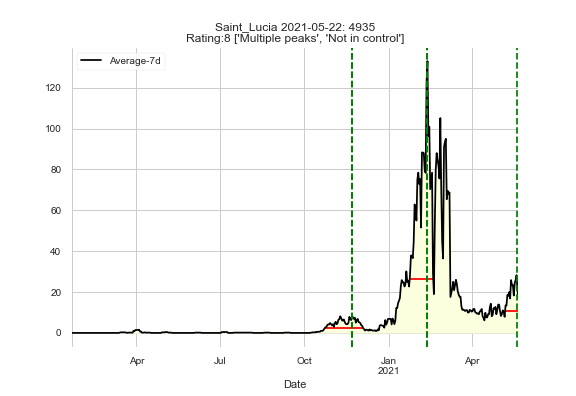 Saint_Lucia 2021-05-22: 4935
Rating:8 ['Multiple peaks', 'Not in control']
Average-7d
120
100
80
60
40
20
0
Apr Jul Oct Jan Apr
2021
Date